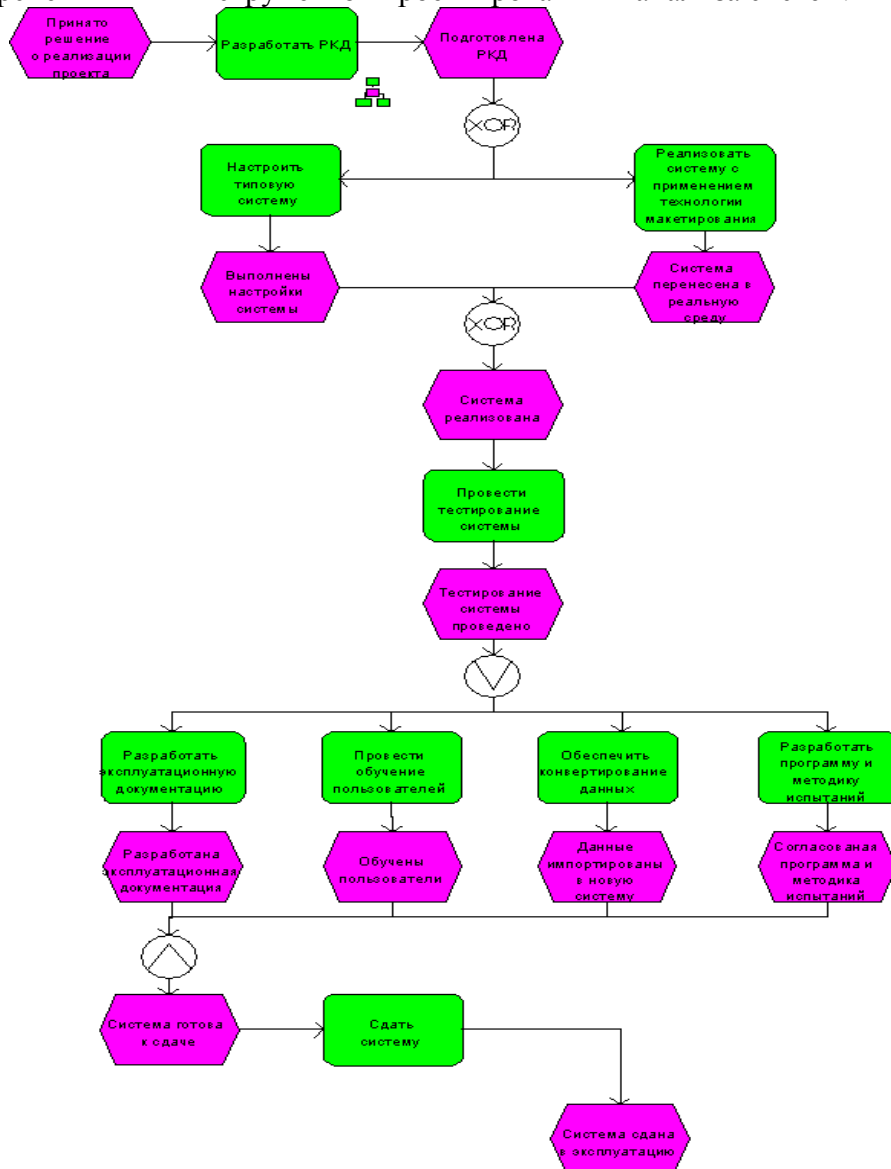 Принято
решение
о реализации
проекта
Разработать РКД
Подготовлена
РКД
XOR
Настроить
типовую
систему
Реализовать
систему с
применением
технологии
макетирования
Выполнены
настройки
системы
Система
перенесена в
реальную
среду
XOR
Система
реализована
Провести
тестирование
системы
Тестирование
системы
проведено
Разработать
эксплуатационную
документацию
Провести
обучение
пользователей
Обеспечить
конвертирование
данных
Разработать
программу и
методику
испытаний
Разработана
эксплуатационная
документация
Обучены
пользователи
Данные
импортированы
в новую
систему
Согласованая
программа и
методика
испытаний
Система готова
к сдаче
Сдать
систему
Система сдана
в эксплуатацию